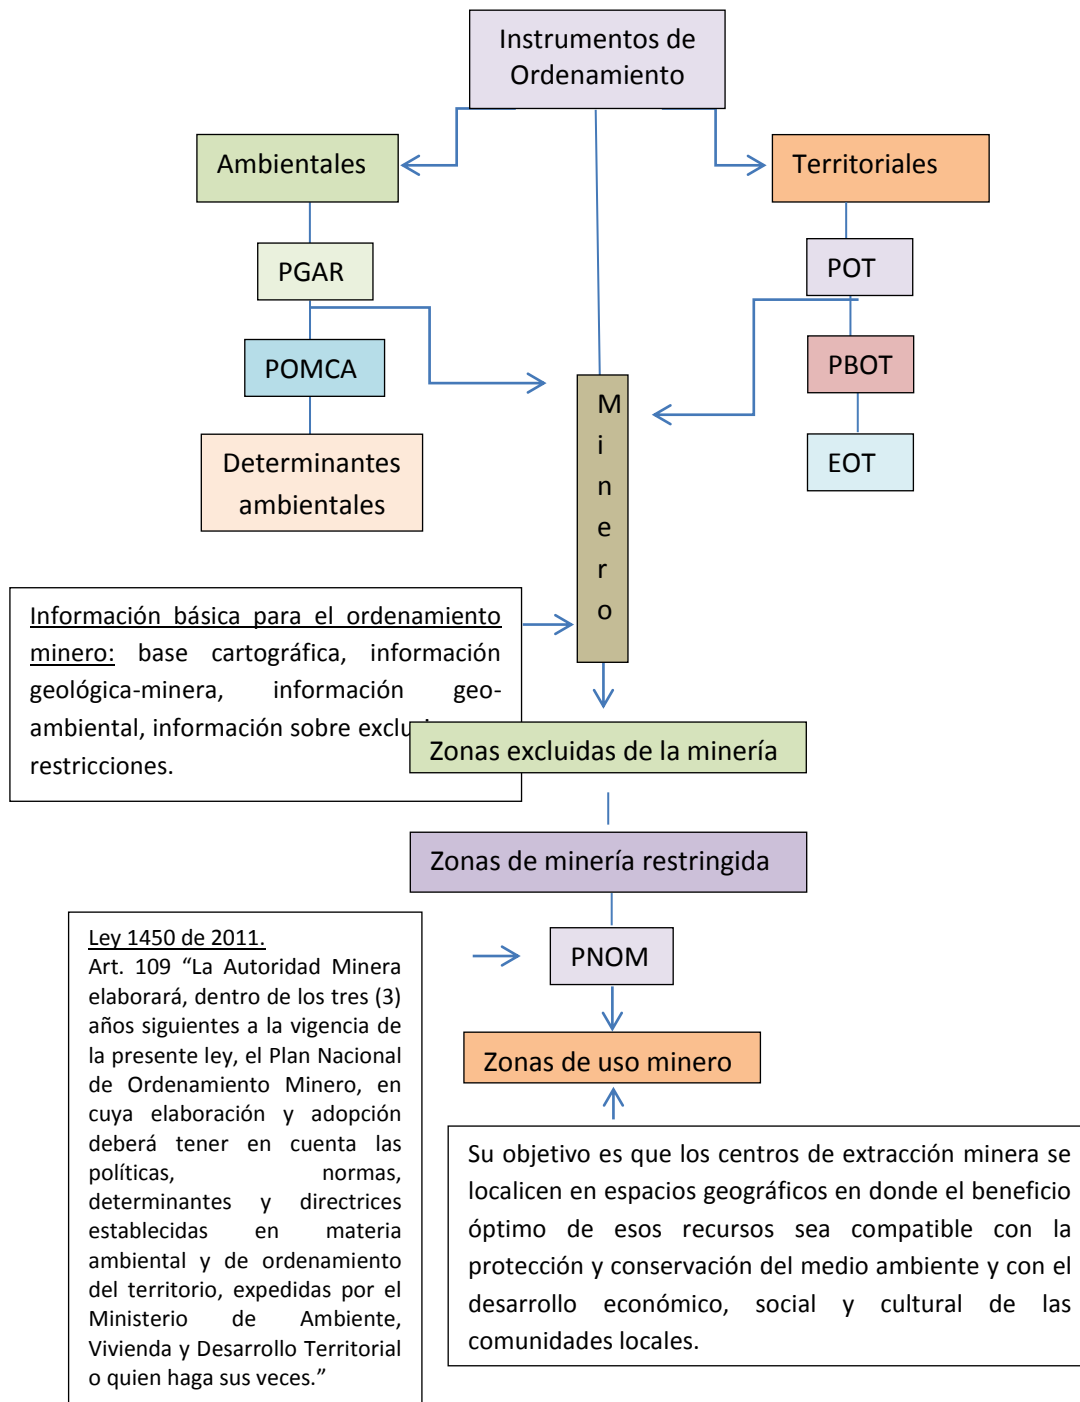 Instrumentos de
Ordenamiento
Ambientales
Territoriales
PGAR
POT
POMCA
PBOT
Determinantes
ambientales
EOT
M
i
n
e
r
o
Información básica para el ordenamiento
minero: base cartográfica, información
geológica-minera, información geo-
ambiental, información sobre
restricciones.
Zonas excluidas de la minería
Zonas de minería restringida
PNOM
Zonas de uso minero
Ley 1450 de 2011.
Art. 109 “La Autoridad Minera
elaborará, dentro de los tres (3)
años siguientes a la vigencia de
la presente ley, el Plan Nacional
de Ordenamiento Minero, en
cuya elaboración y adopción
deberá tener en cuenta las
políticas, normas,
determinantes y directrices
establecidas en materia
ambiental y de ordenamiento
del territorio, expedidas por el
Ministerio de Ambiente,
Vivienda y Desarrollo Territorial
o quien haga sus veces.”
Su objetivo es que los centros de extracción minera se
localicen en espacios geográficos en donde el beneficio
óptimo de esos recursos sea compatible con la
protección y conservación del medio ambiente y con el
desarrollo económico, social y cultural de las
comunidades locales.